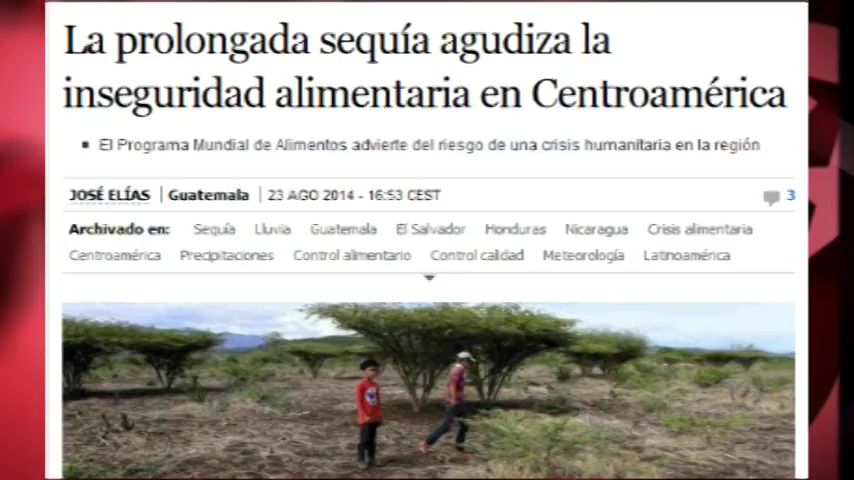 La prolongada sequía agudiza la
inseguridad alimentaria en Centroamérica
▪ El Programa Mundial de Alimentos advierte del riesgo de una crisis humanitaria en la región
JOSÉ ELÍAS | Guatemala | 23 AGO 2014 - 16:53 CEST 3
Archivado en: Sequía Lluvia Guatemala El Salvador Honduras Nicaragua Crisis alimentaria
Centroamérica Precipitaciones Control alimentario Control calidad Meteorología Latinoamérica